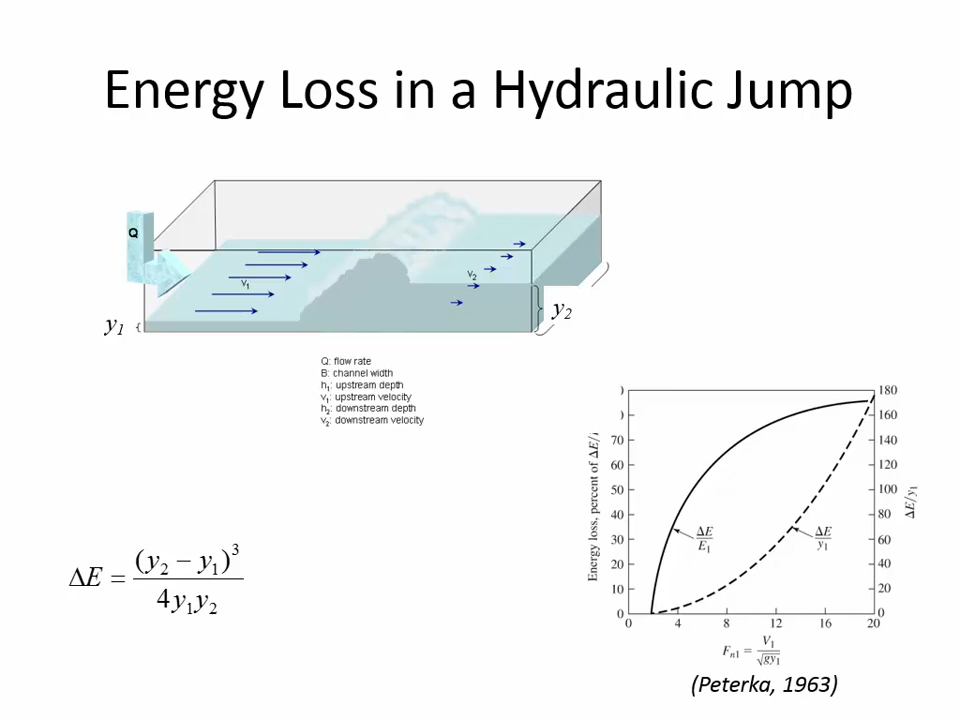 Energy Loss in a Hydraulic Jump
Q
v1
v2
y1
y2
Q: flow rate
B: channel width
h1: upstream depth
v1: upstream velocity
h2: downstream depth
v2: downstream velocity
ΔE = (y2 − y1)^3 / 4y1y2
Energy loss, percent of ΔE/
70
60
50
40
30
20
10
0
180
160
140
120
100
80
60
40
20
0
ΔE/y1
ΔE/E1
ΔE/y1
0 4 8 12 16 20
Fn1 = V1/√gy1
(Peterka, 1963)